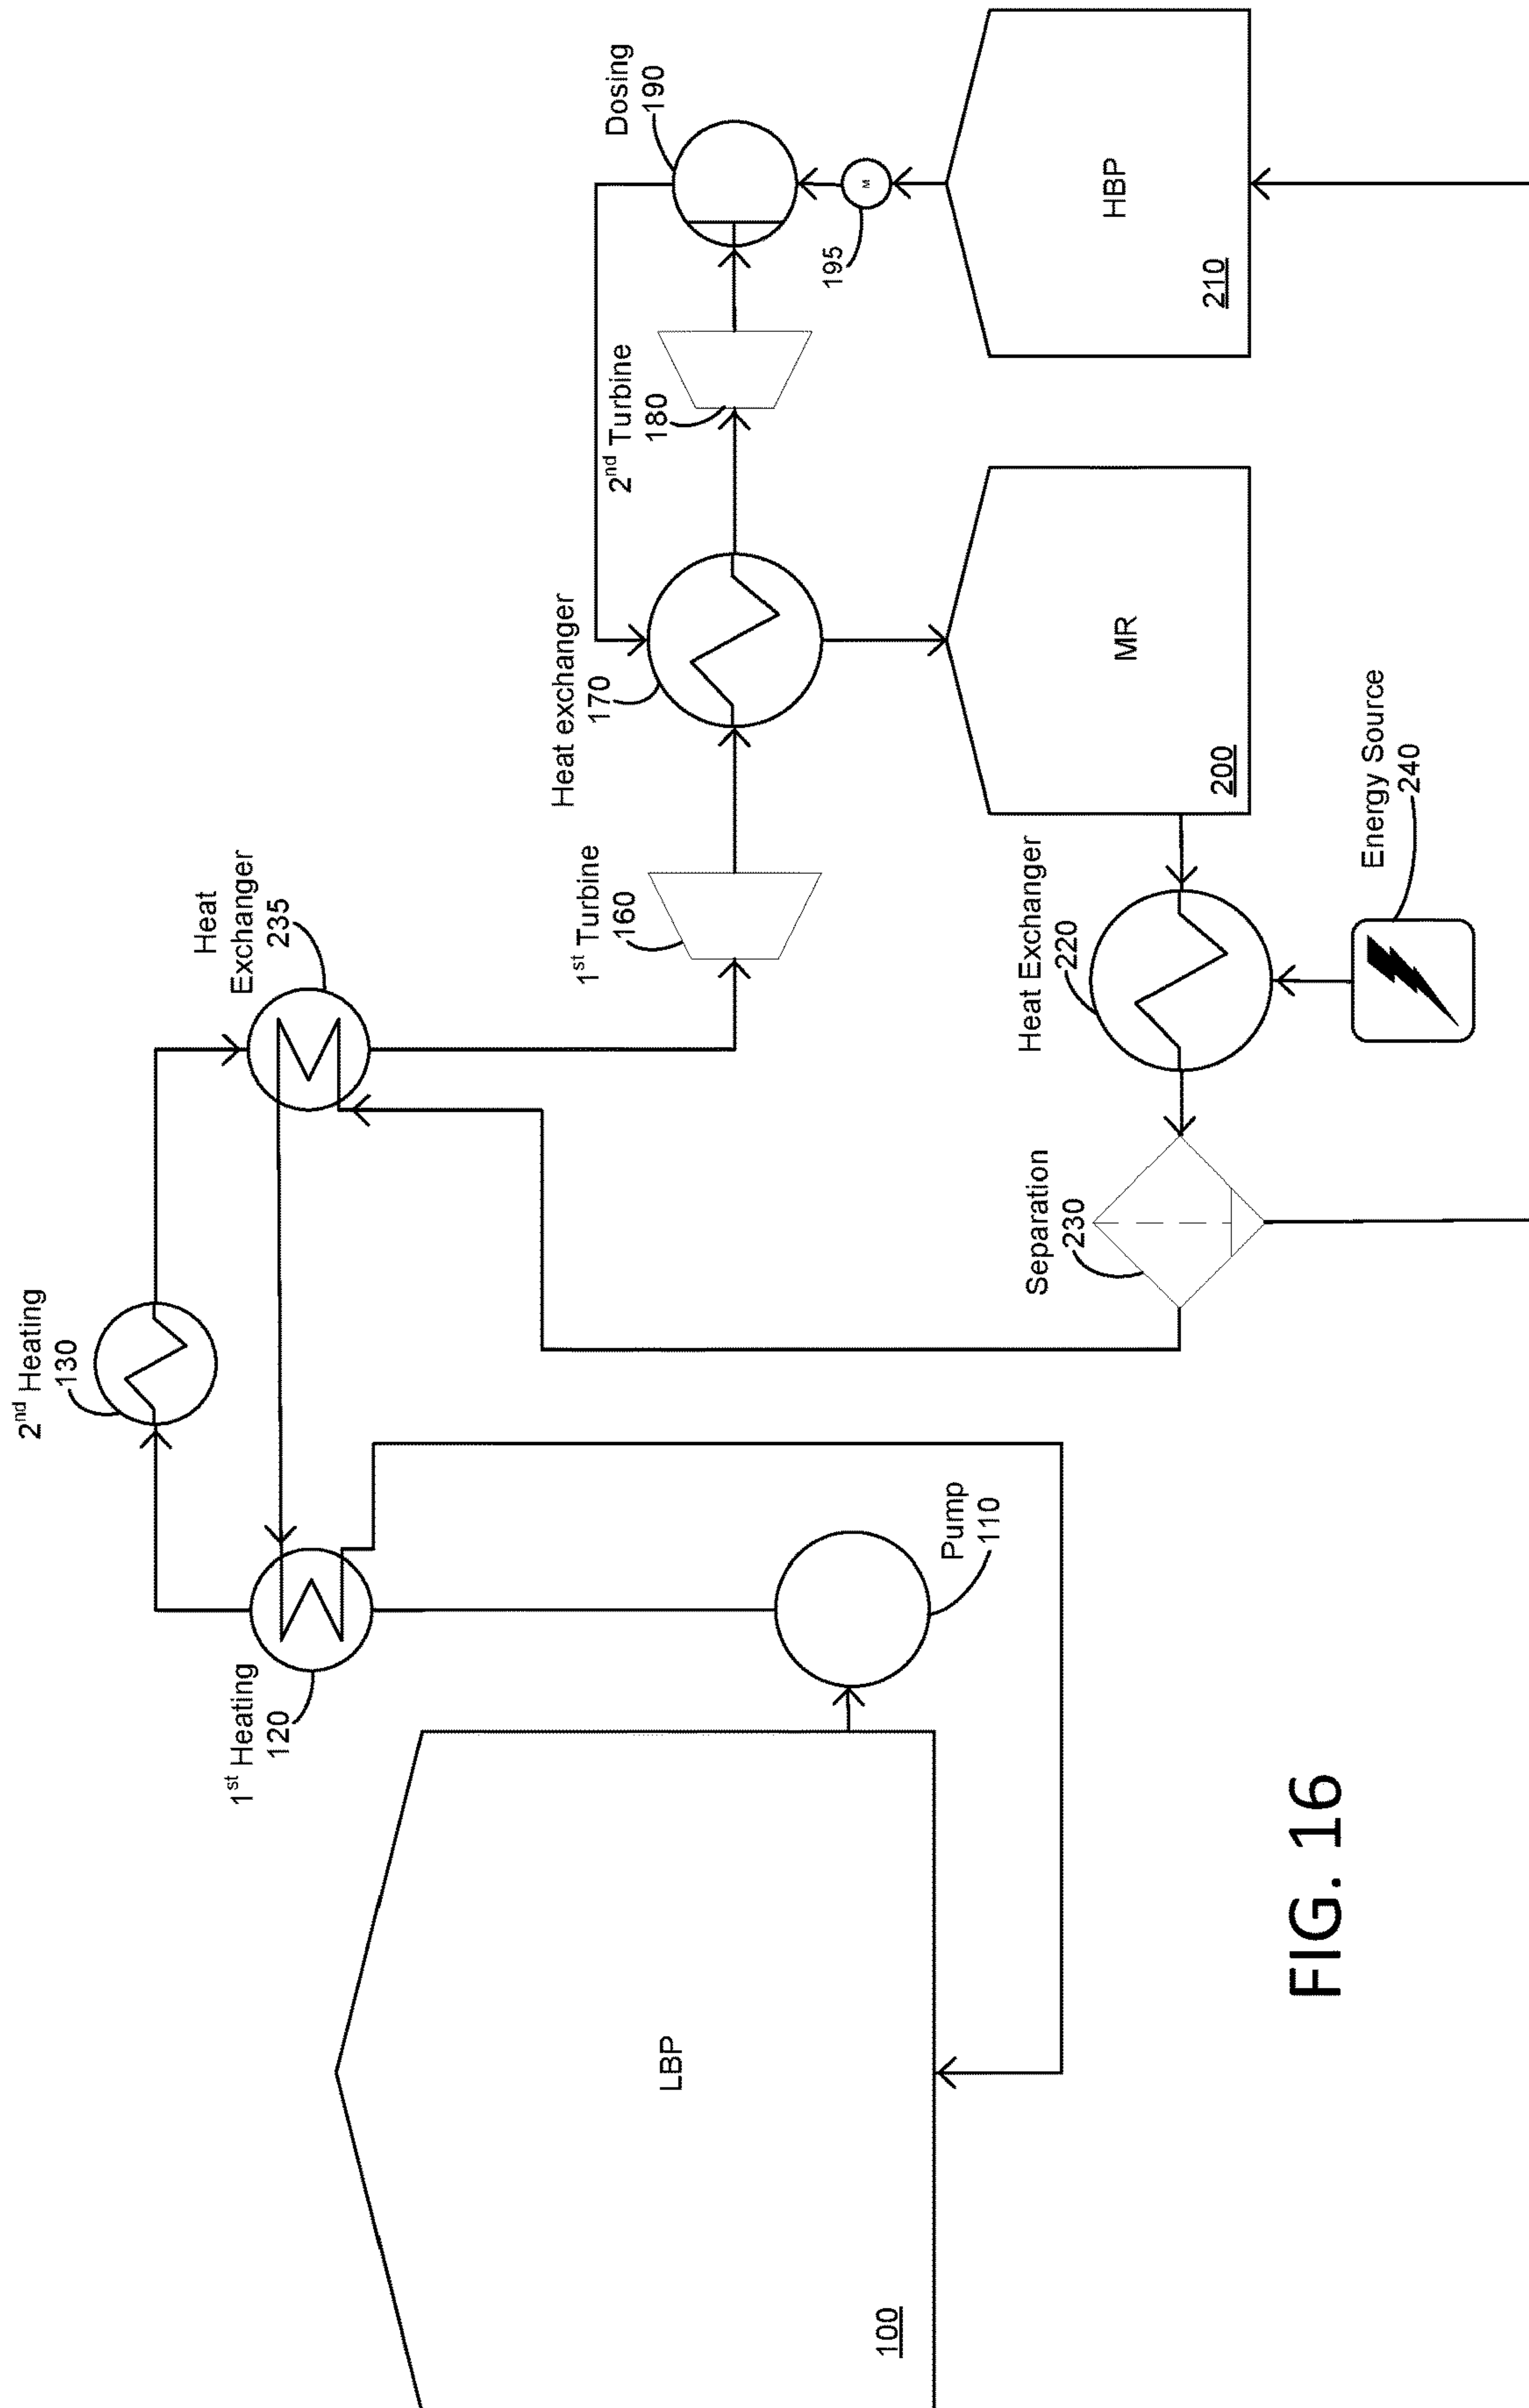 LBP
100
1st Heating
120
Pump
110
2nd Heating
130
Heat
Exchanger
235
1st Turbine
160
Heat exchanger
170
2nd Turbine
180
Dosing
190
M
195
HBP
210
MR
200
Heat Exchanger
220
Energy Source
240
Separation
230
FIG. 16